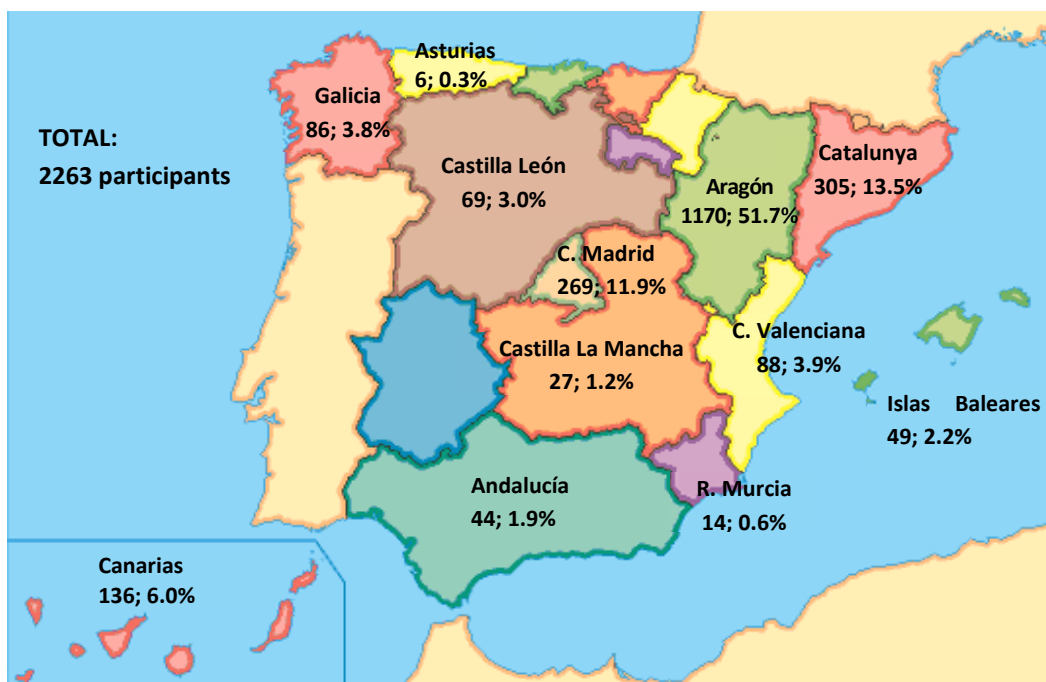 TOTAL:
2263 participants
Asturias
6; 0.3%
Galicia
86; 3.8%
Castilla León
69; 3.0%
Aragón
1170; 51.7%
Catalunya
305; 13.5%
C. Madrid
269; 11.9%
Castilla La Mancha
27; 1.2%
C. Valenciana
88; 3.9%
Islas Baleares
49; 2.2%
Andalucía
44; 1.9%
R. Murcia
14; 0.6%
Canarias
136; 6.0%